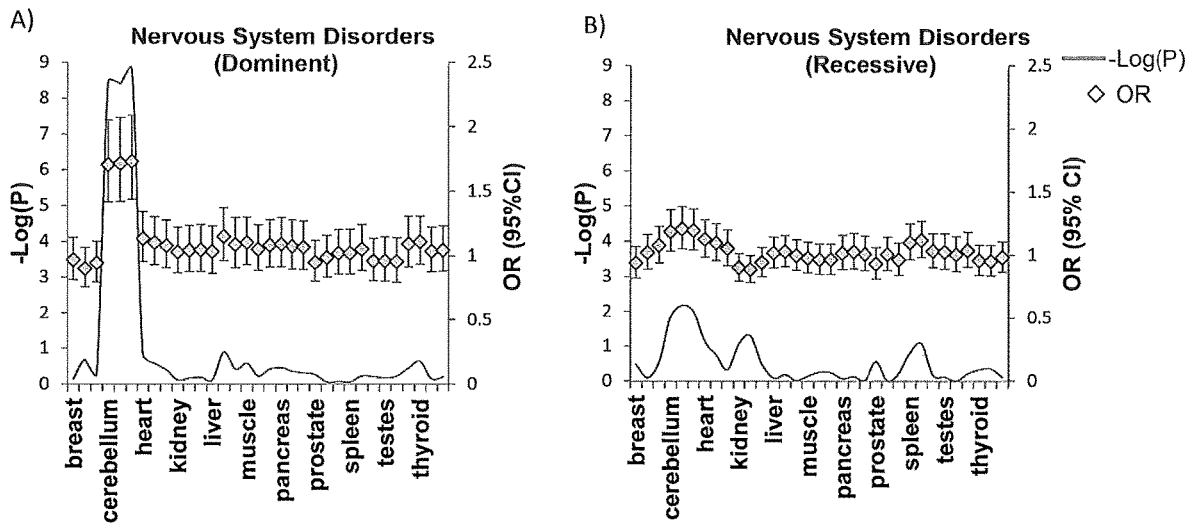 A)
Nervous System Disorders
(Dominent)
9
8
7
6
5
4
3
2
1
0
-Log(P)
2.5
2
1.5
1
0.5
0
OR (95%CI)
breast
cerebellum
heart
kidney
liver
muscle
pancreas
prostate
spleen
testes
thyroid
B)
Nervous System Disorders
(Recessive)
-Log(P)
OR
9
8
7
6
5
4
3
2
1
0
-Log(P)
2.5
2
1.5
1
0.5
0
OR (95% CI)
breast
cerebellum
heart
kidney
liver
muscle
pancreas
prostate
spleen
testes
thyroid